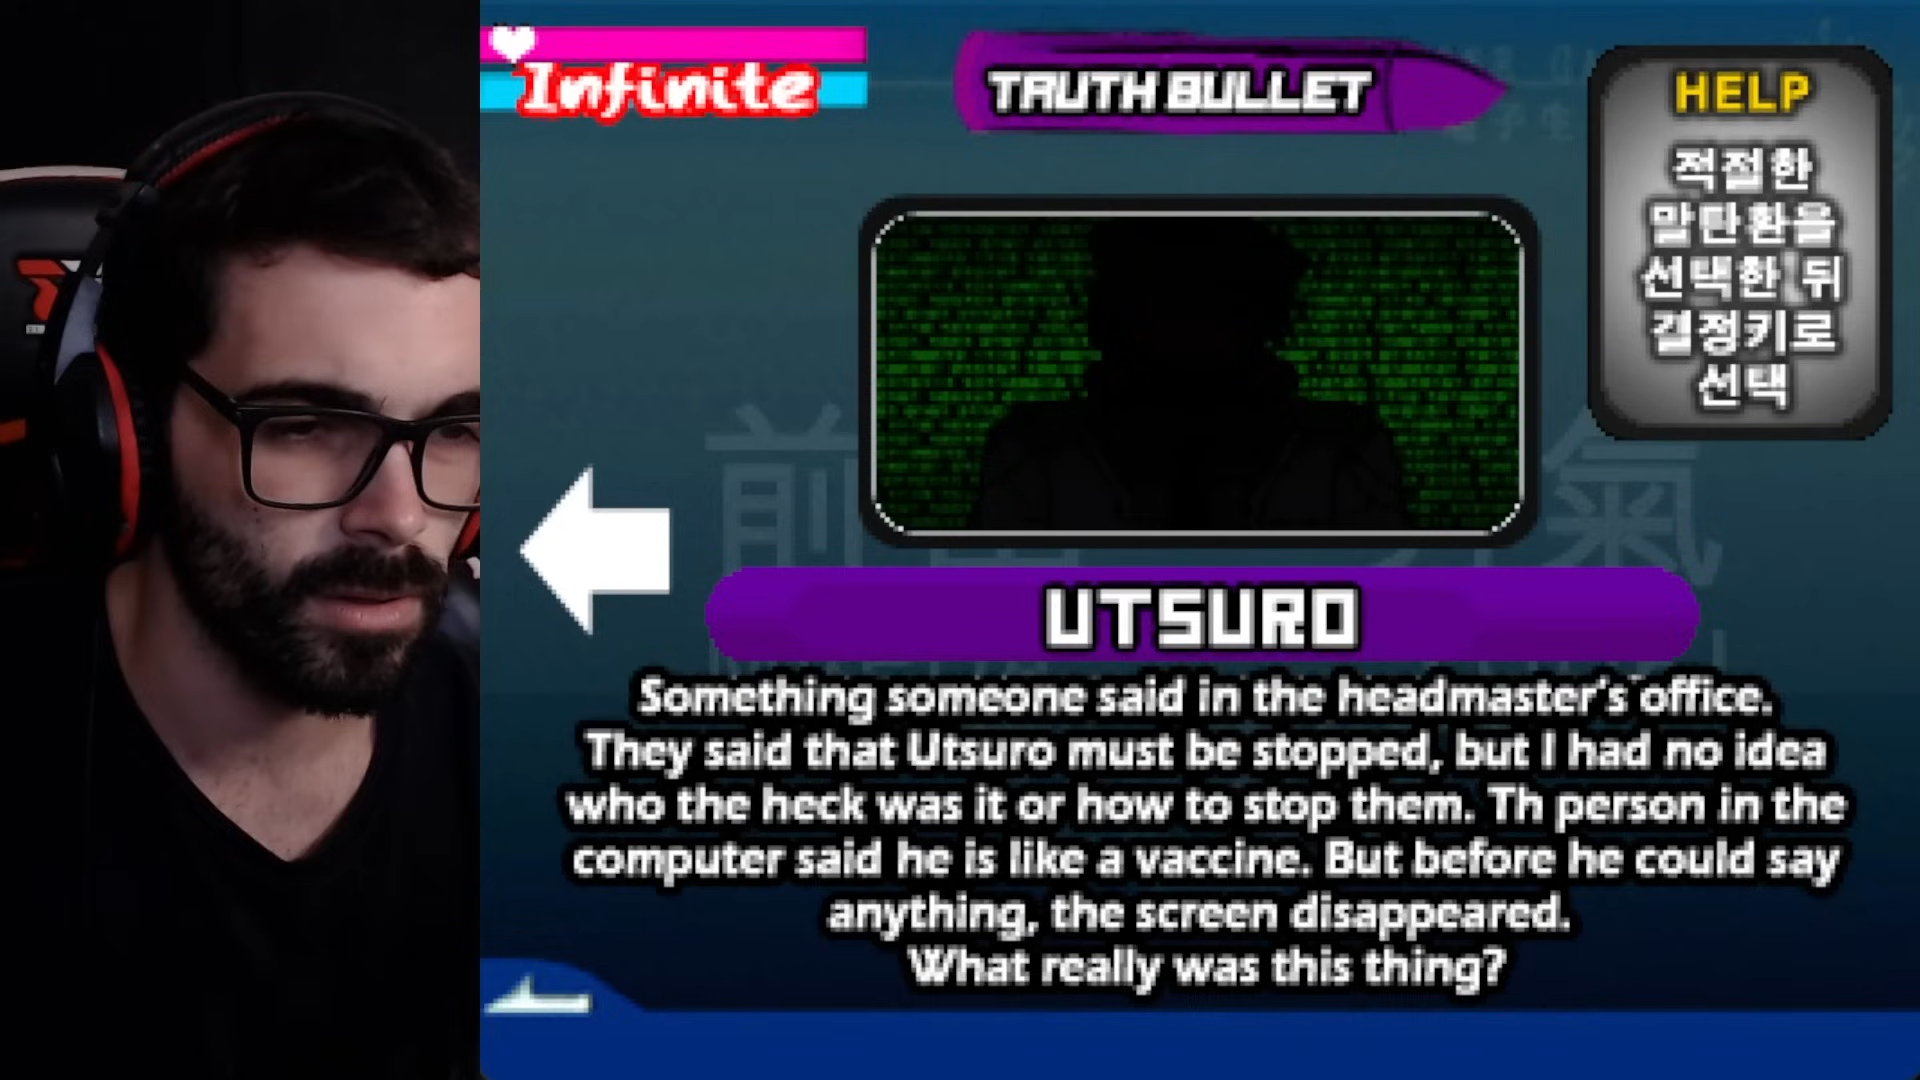 Infinite
TRUTH BULLET
HELP
적절한
말탄환을
선택한 뒤
결정키로
선택
UTSURO
Something someone said in the headmaster's office.
They said that Utsuro must be stopped, but I had no idea
who the heck was it or how to stop them. Th person in the
computer said he is like a vaccine. But before he could say
anything, the screen disappeared.
What really was this thing?